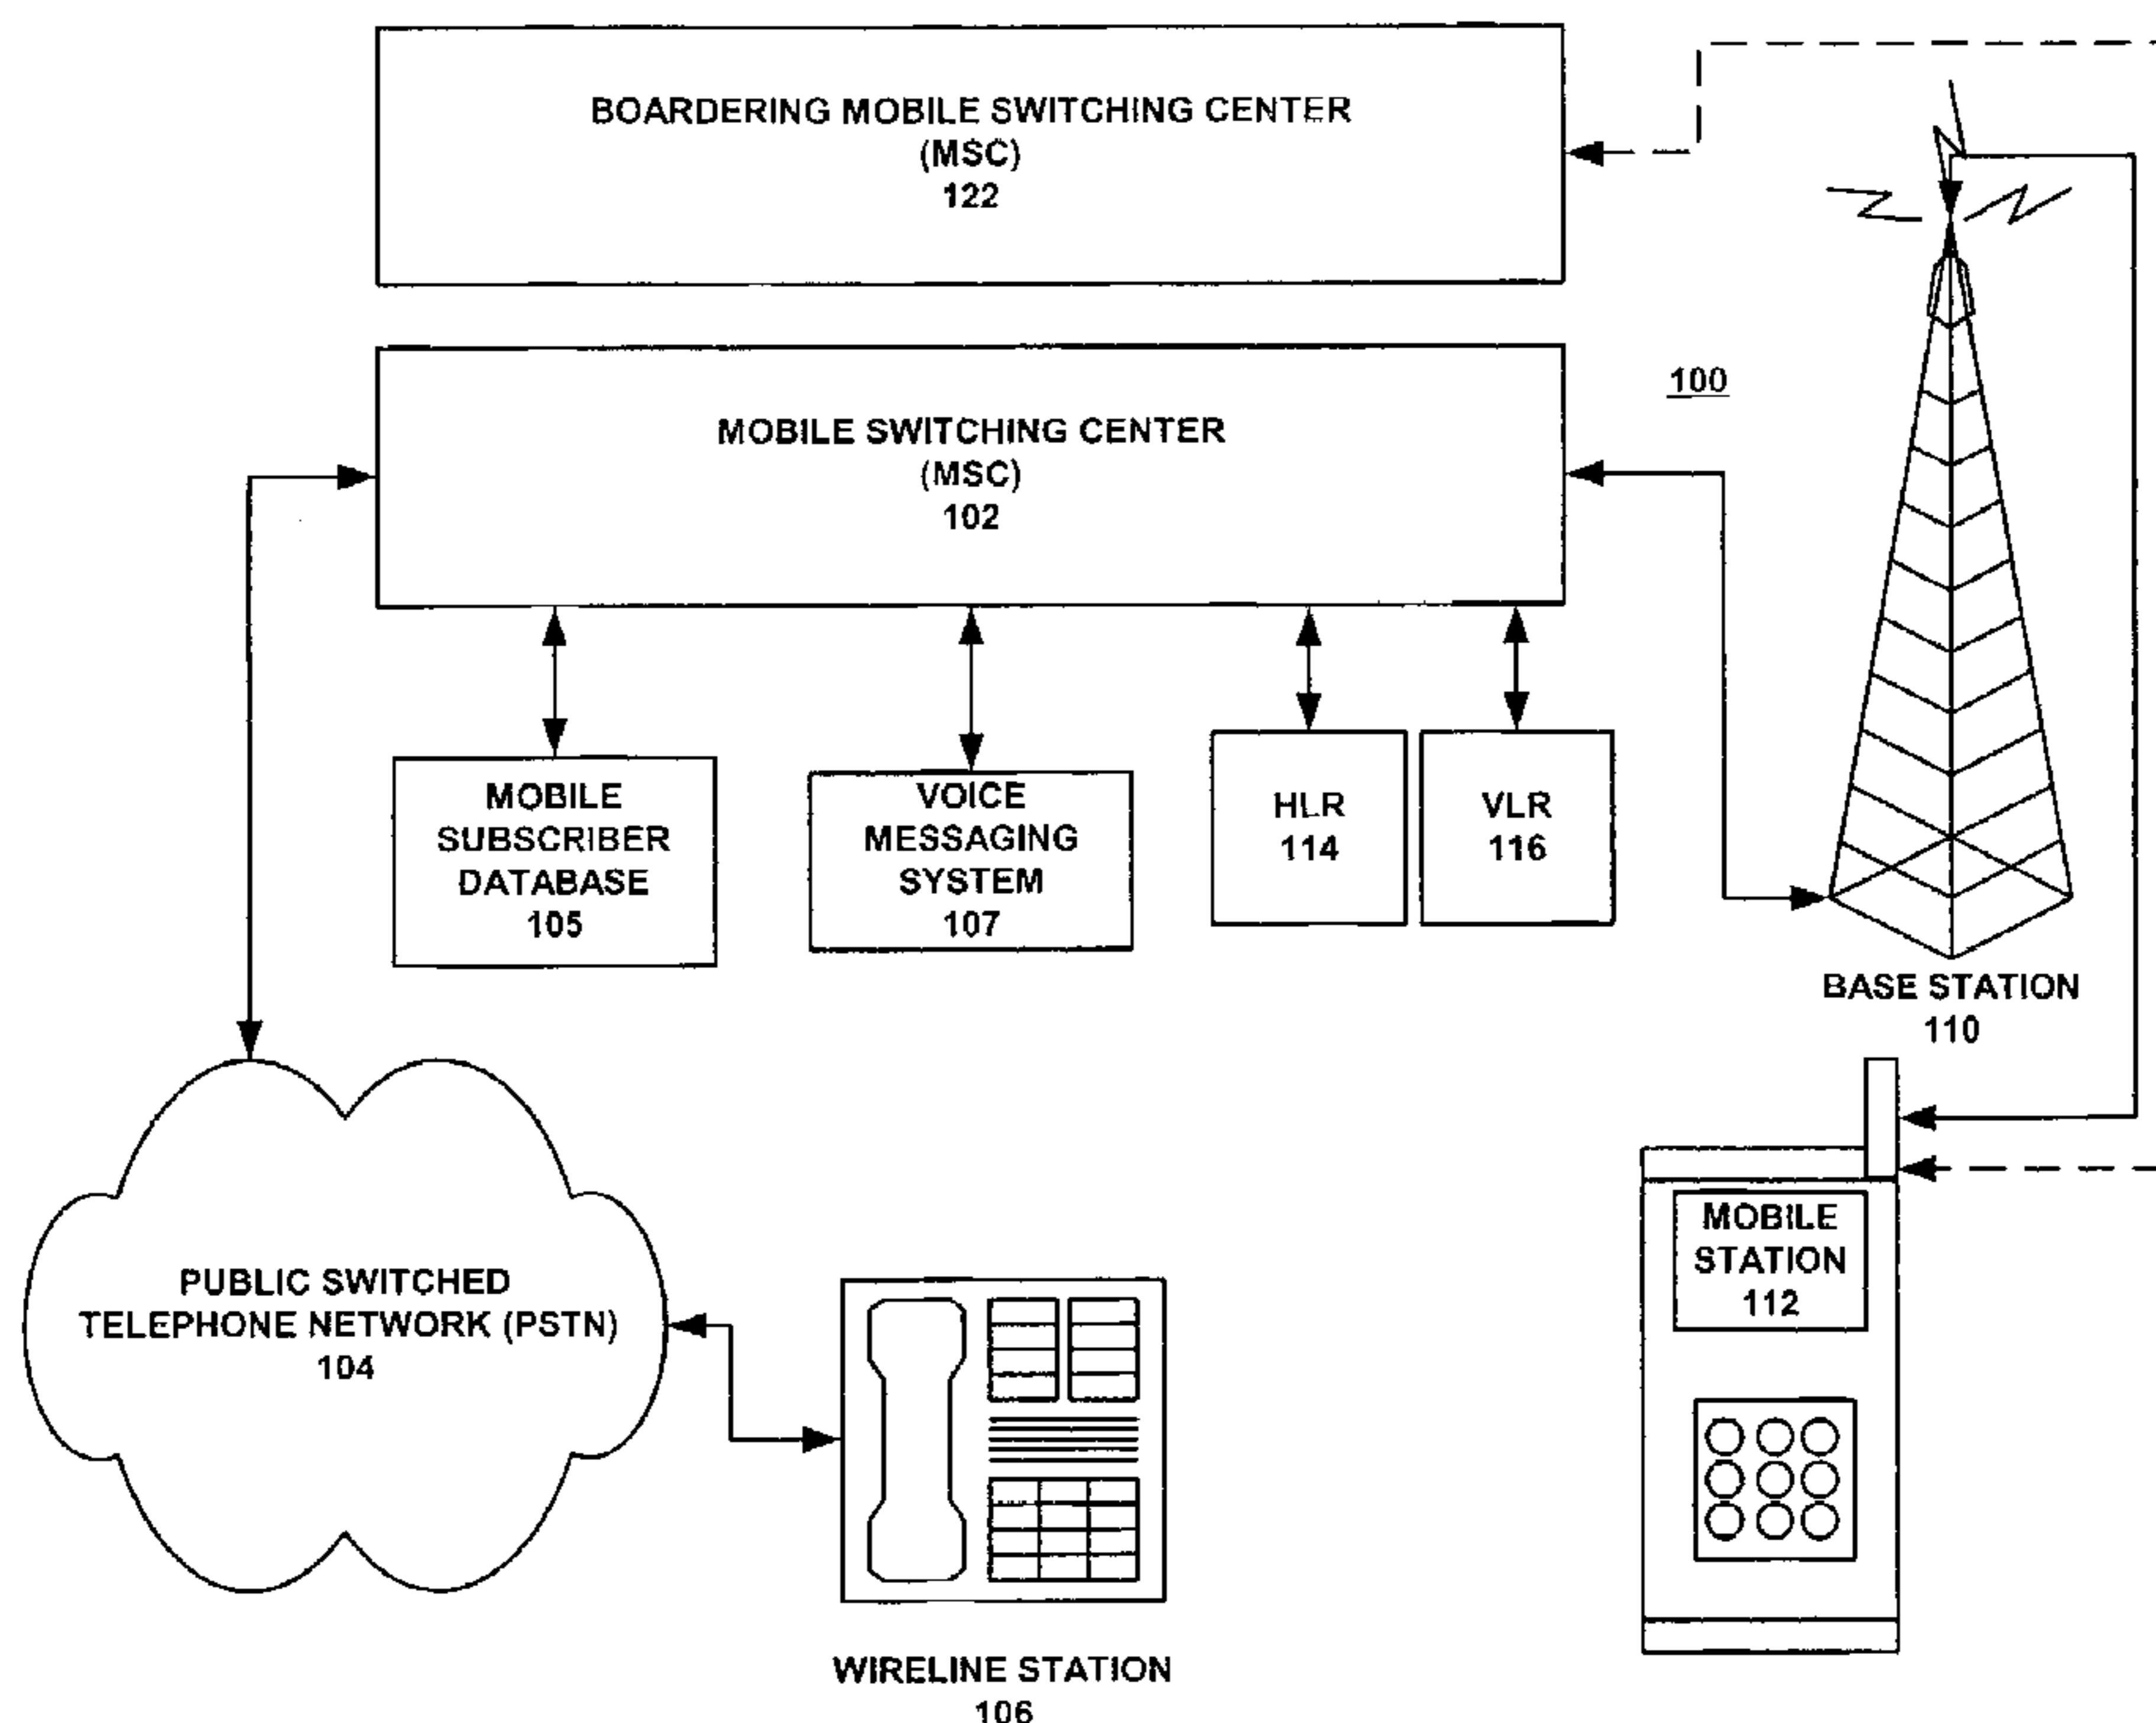 BOARDERING MOBILE SWITCHING CENTER
(MSC)
122
100
MOBILE SWITCHING CENTER
(MSC)
102
MOBILE
SUBSCRIBER
DATABASE
105
VOICE
MESSAGING
SYSTEM
107
HLR
114
VLR
116
BASE STATION
110
PUBLIC SWITCHED
TELEPHONE NETWORK (PSTN)
104
MOBILE
STATION
112
WIRELINE STATION
106